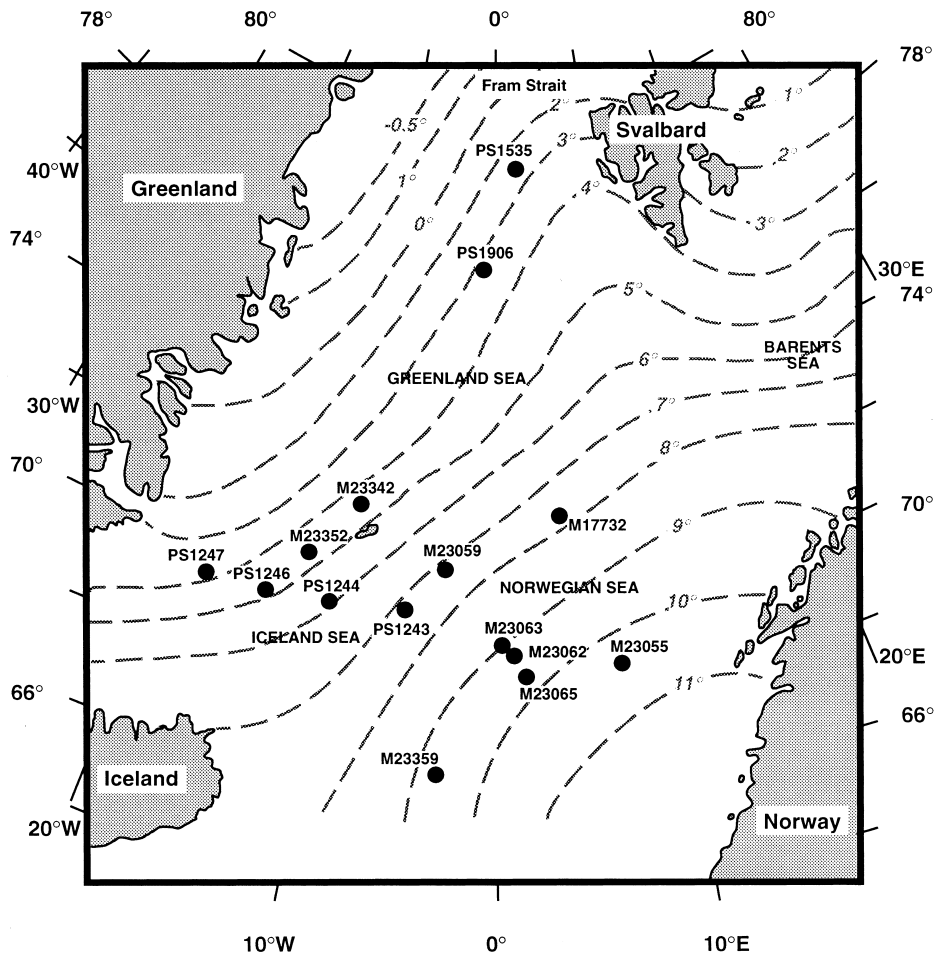 78° 80° 0° 80°
78°
Fram Strait
1°
2°
-0.5°
Svalbard
3°
PS1535
2°
40°W
1°
4°
Greenland
0°
3°
74°
PS1906
30°E
5°
74°
BARENTS
SEA
6°
GREENLAND SEA
30°W
7°
8°
70°
M23342
70°
M17732
9°
M23352
PS1247
M23059
PS1246
PS1244
NORWEGIAN SEA
10°
PS1243
M23063
ICELAND SEA
M23062
M23055
20°E
11°
66°
M23065
66°
M23359
Iceland
20°W
Norway
10°W 0° 10°E